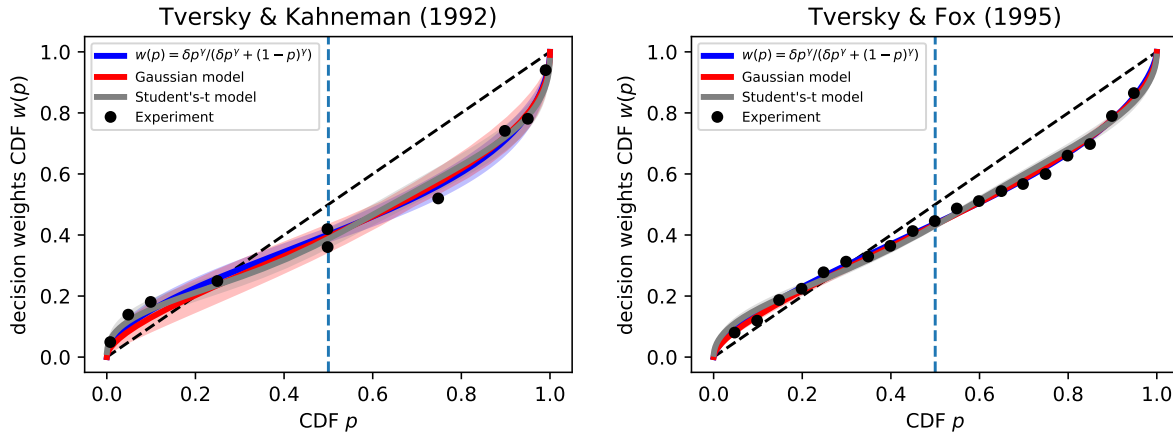 Tversky & Kahneman (1992)
w(p) = δp^γ/(δp^γ + (1 − p)^γ)
Gaussian model
Student's-t model
Experiment
decision weights CDF w(p)
1.0
0.8
0.6
0.4
0.2
0.0
0.0 0.2 0.4 0.6 0.8 1.0
CDF p
Tversky & Fox (1995)
w(p) = δp^γ/(δp^γ + (1 − p)^γ)
Gaussian model
Student's-t model
Experiment
decision weights CDF w(p)
1.0
0.8
0.6
0.4
0.2
0.0
0.0 0.2 0.4 0.6 0.8 1.0
CDF p